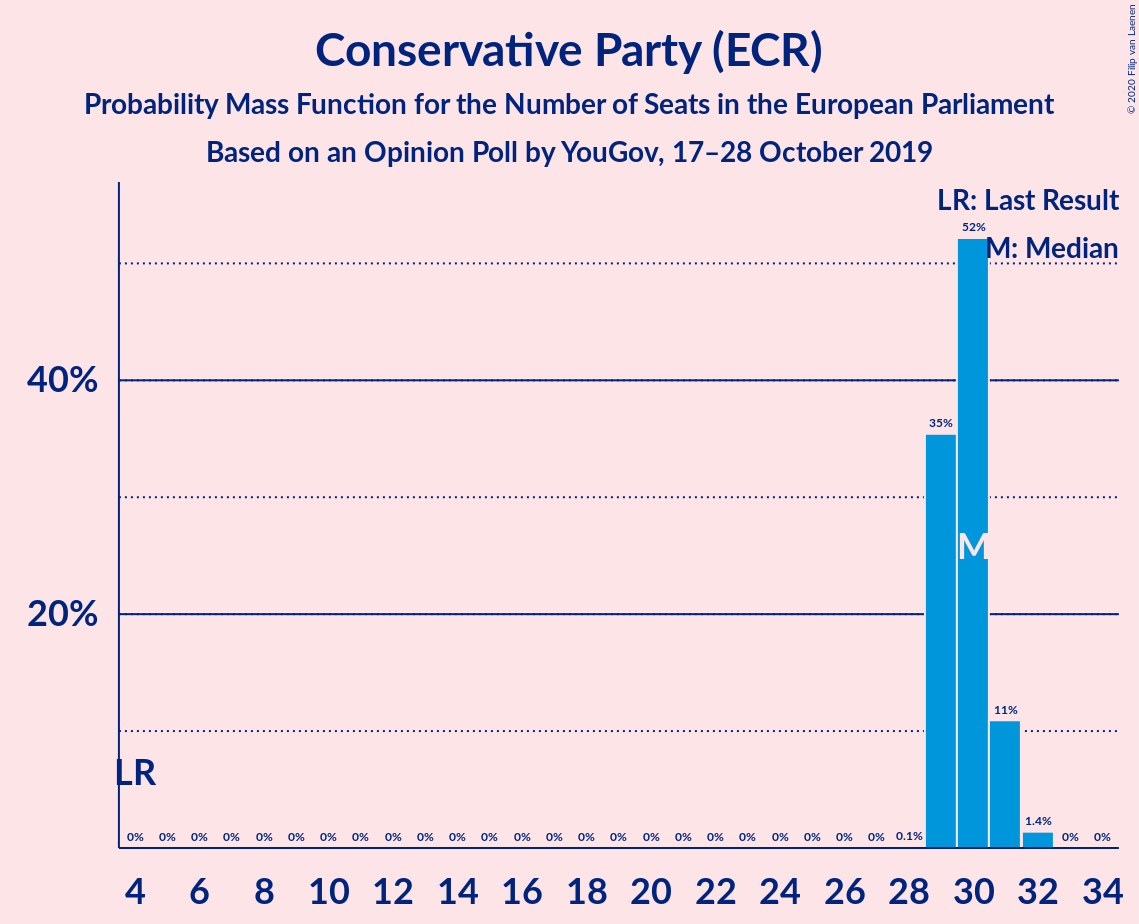 Conservative Party (ECR)
Probability Mass Function for the Number of Seats in the European Parliament
Based on an Opinion Poll by YouGov, 17–28 October 2019
© 2020 Filip van Laenen
LR: Last Result
M: Median
52%
40%
35%
M
20%
11%
LR
1.4%
0% 0% 0% 0% 0% 0% 0% 0% 0% 0% 0% 0% 0% 0% 0% 0% 0% 0% 0% 0% 0% 0% 0% 0% 0.1% 0% 0%
4 6 8 10 12 14 16 18 20 22 24 26 28 30 32 34